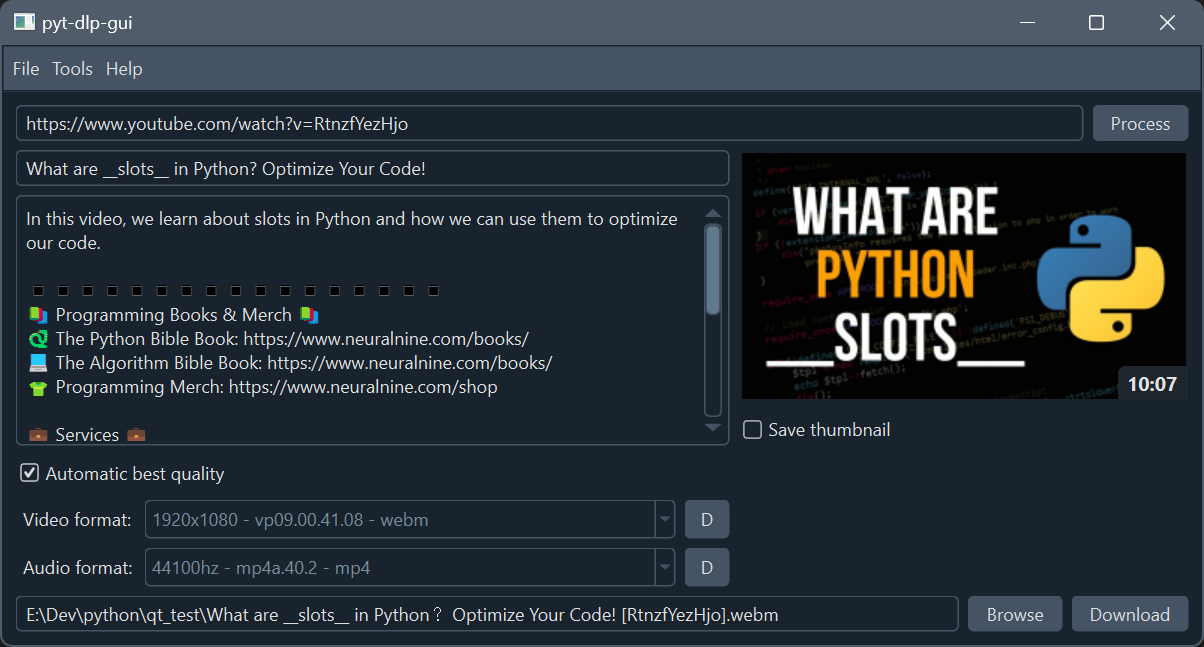 pyt-dlp-gui
File Tools Help
https://www.youtube.com/watch?v=RtnzfYezHjo
Process
What are __slots__ in Python? Optimize Your Code!
In this video, we learn about slots in Python and how we can use them to optimize
our code.
◾ ◾ ◾ ◾ ◾ ◾ ◾ ◾ ◾ ◾ ◾ ◾ ◾ ◾ ◾ ◾ ◾
📚 Programming Books & Merch 📚
🐍 The Python Bible Book: https://www.neuralnine.com/books/
💻 The Algorithm Bible Book: https://www.neuralnine.com/books/
👕 Programming Merch: https://www.neuralnine.com/shop
💼 Services 💼
WHAT ARE
PYTHON
__SLOTS__
10:07
Save thumbnail
Automatic best quality
Video format: 1920x1080 - vp09.00.41.08 - webm D
Audio format: 44100hz - mp4a.40.2 - mp4 D
E:\Dev\python\qt_test\What are __slots__ in Python？ Optimize Your Code! [RtnzfYezHjo].webm
Browse
Download